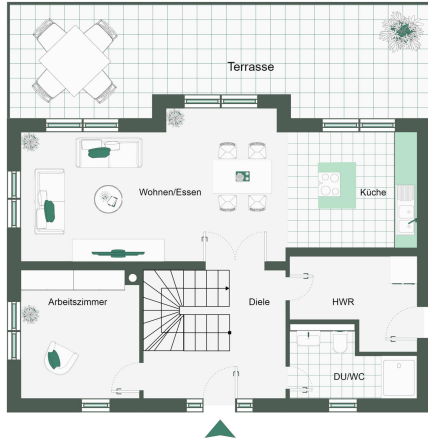 Terrasse
Wohnen/Essen
Küche
Arbeitszimmer
Diele
HWR
DU/WC